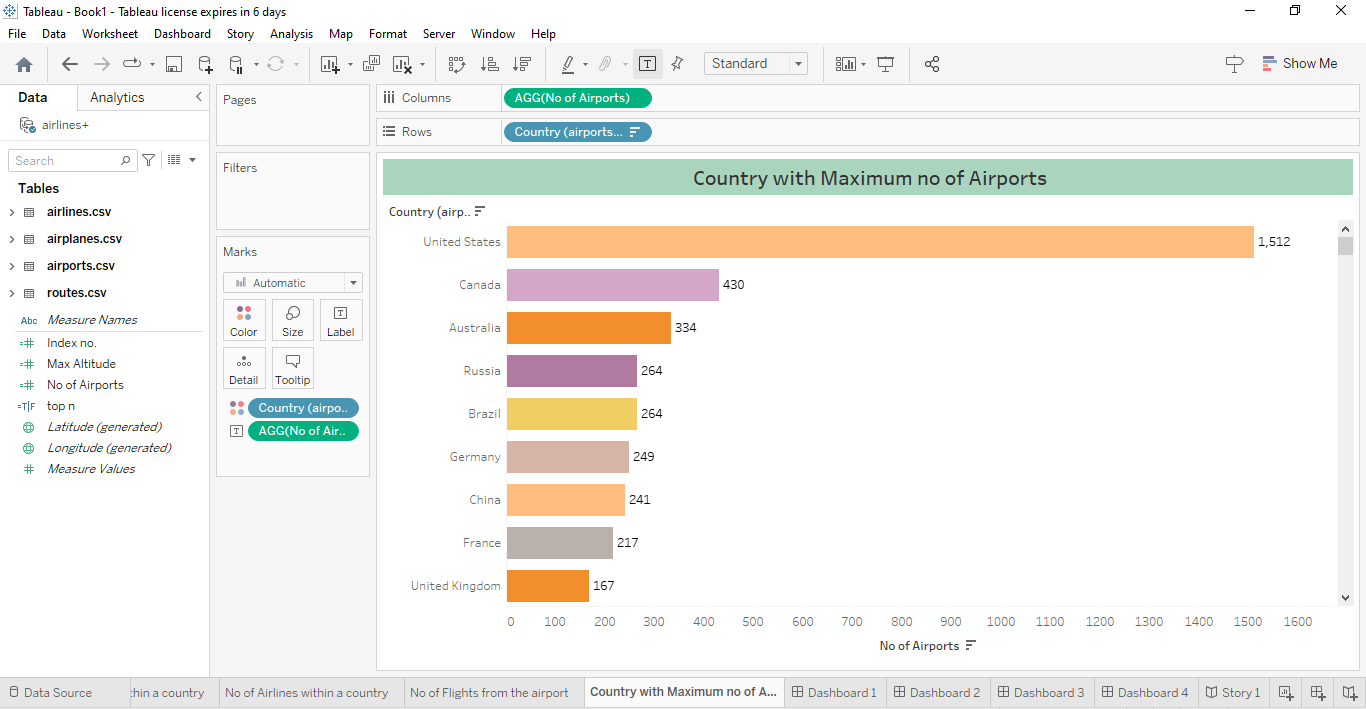 Tableau - Book1 - Tableau license expires in 6 days
File Data Worksheet Dashboard Story Analysis Map Format Server Window Help
Standard
Show Me
Data Analytics
airlines+
Search
Tables
airlines.csv
airplanes.csv
airports.csv
routes.csv
Abc Measure Names
=# Index no.
=# Max Altitude
=# No of Airports
=T|F top n
Latitude (generated)
Longitude (generated)
# Measure Values
Pages
Filters
Marks
Automatic
Color Size Label
Detail Tooltip
Country (airpo..
AGG(No of Air..
Columns AGG(No of Airports)
Rows Country (airports...
Country with Maximum no of Airports
Country (airp..
United States 1,512
Canada 430
Australia 334
Russia 264
Brazil 264
Germany 249
China 241
France 217
United Kingdom 167
0 100 200 300 400 500 600 700 800 900 1000 1100 1200 1300 1400 1500 1600
No of Airports
Data Source :hin a country No of Airlines within a country No of Flights from the airport Country with Maximum no of A... Dashboard 1 Dashboard 2 Dashboard 3 Dashboard 4 Story 1